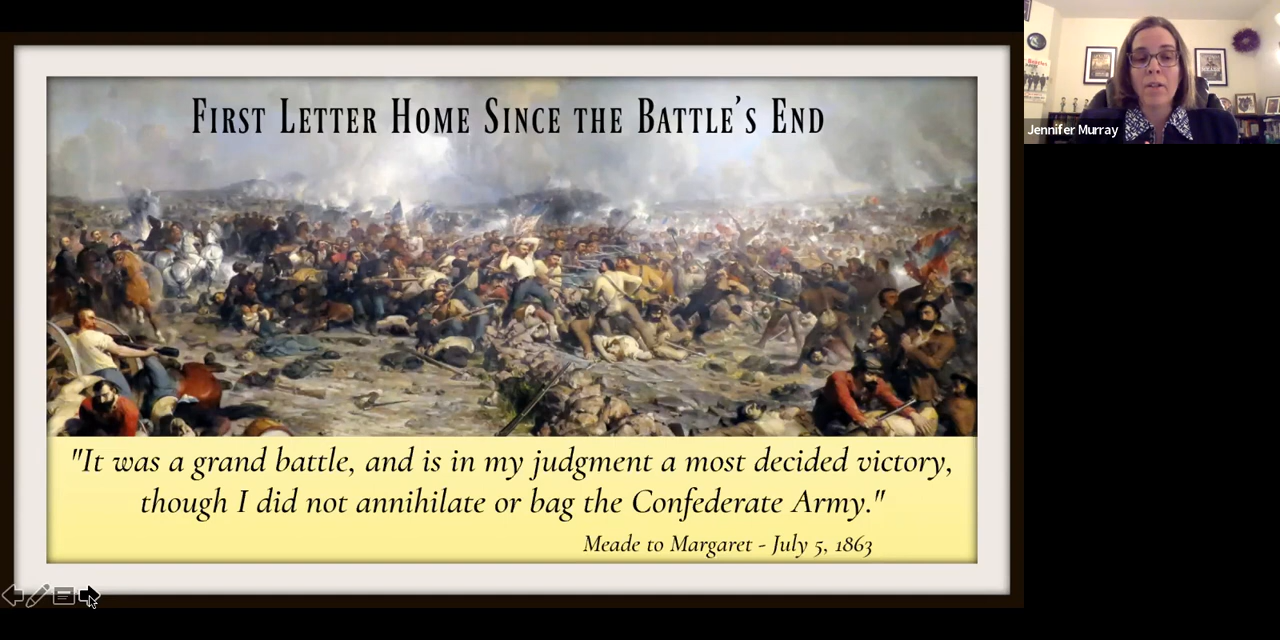 First Letter Home Since the Battle's End
"It was a grand battle, and is in my judgment a most decided victory,
though I did not annihilate or bag the Confederate Army."
Meade to Margaret - July 5, 1863
Jennifer Murray